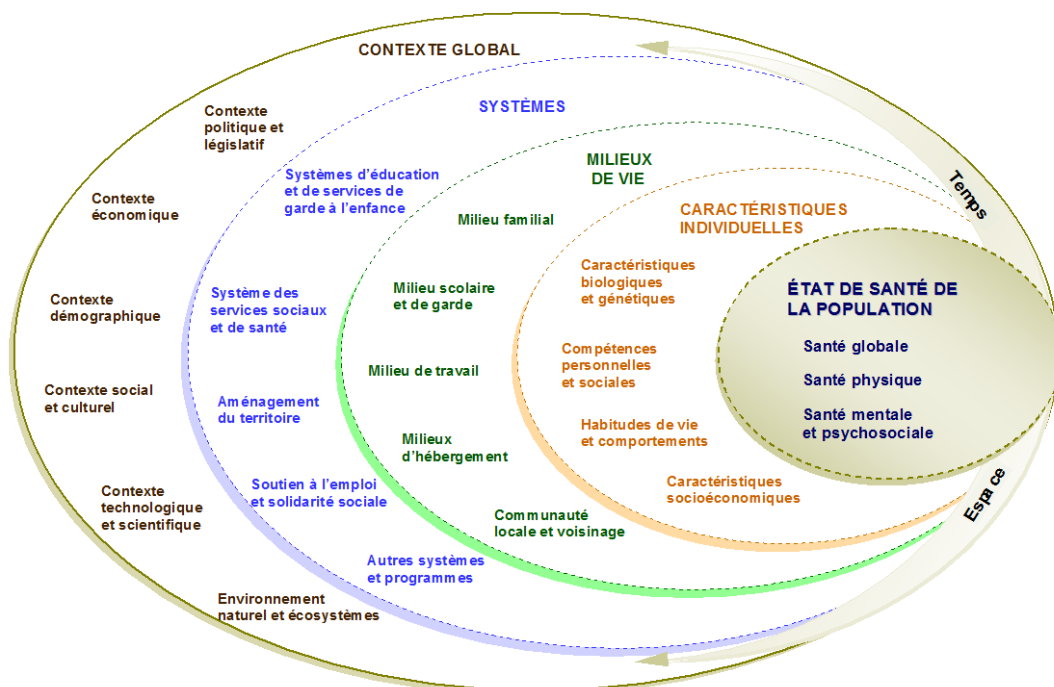 CONTEXTE GLOBAL
Contexte
politique et
législatif
Contexte
économique
Contexte
démographique
Contexte social
et culturel
Contexte
technologique
et scientifique
Environnement
naturel et écosystèmes
SYSTÈMES
Systèmes d'éducation
et de services de
garde à l'enfance
Système des
services sociaux
et de santé
Aménagement
du territoire
Soutien à l'emploi
et solidarité sociale
Autres systèmes
et programmes
MILIEUX
DE VIE
Milieu familial
Milieu scolaire
et de garde
Milieu de travail
Milieux
d'hébergement
Communauté
locale et voisinage
CARACTÉRISTIQUES
INDIVIDUELLES
Caractéristiques
biologiques
et génétiques
Compétences
personnelles
et sociales
Habitudes de vie
et comportements
Caractéristiques
socioéconomiques
ÉTAT DE SANTÉ DE
LA POPULATION
Santé globale
Santé physique
Santé mentale
et psychosociale
Temps
Espace